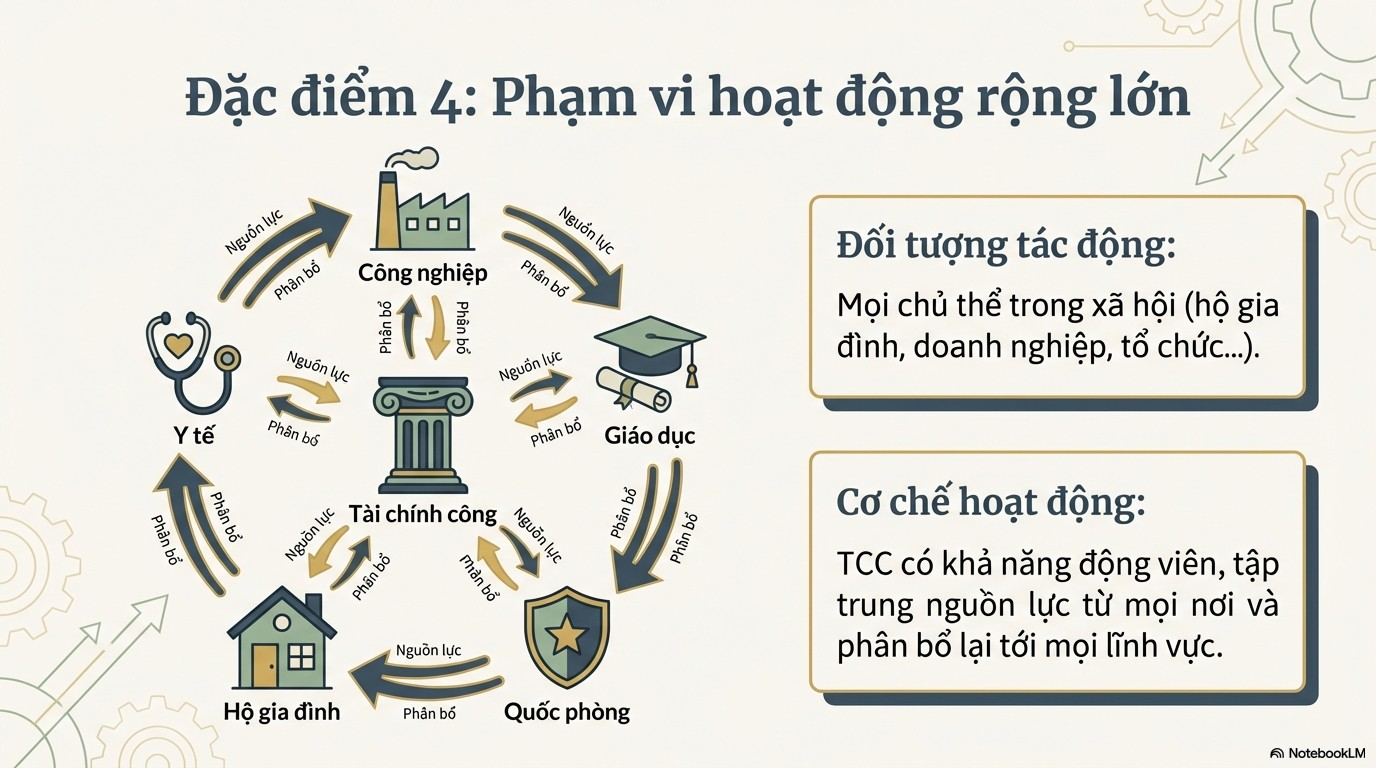 Đặc điểm 4: Phạm vi hoạt động rộng lớn
Nguồn lực
Phân bổ
Công nghiệp
Nguồn lực
Phân bổ
Phân bổ
Phân bổ
Y tế
Nguồn lực
Phân bổ
Nguồn lực
Phân bổ
Giáo dục
Tài chính công
Phân bổ
Phân bổ
Nguồn lực
Phân bổ
Nguồn lực
Phân bổ
Phân bổ
Hộ gia đình
Nguồn lực
Phân bổ
Quốc phòng
Đối tượng tác động:
Mọi chủ thể trong xã hội (hộ gia
đình, doanh nghiệp, tổ chức...).
Cơ chế hoạt động:
TCC có khả năng động viên, tập
trung nguồn lực từ mọi nơi và
phân bổ lại tới mọi lĩnh vực.
NotebookLM